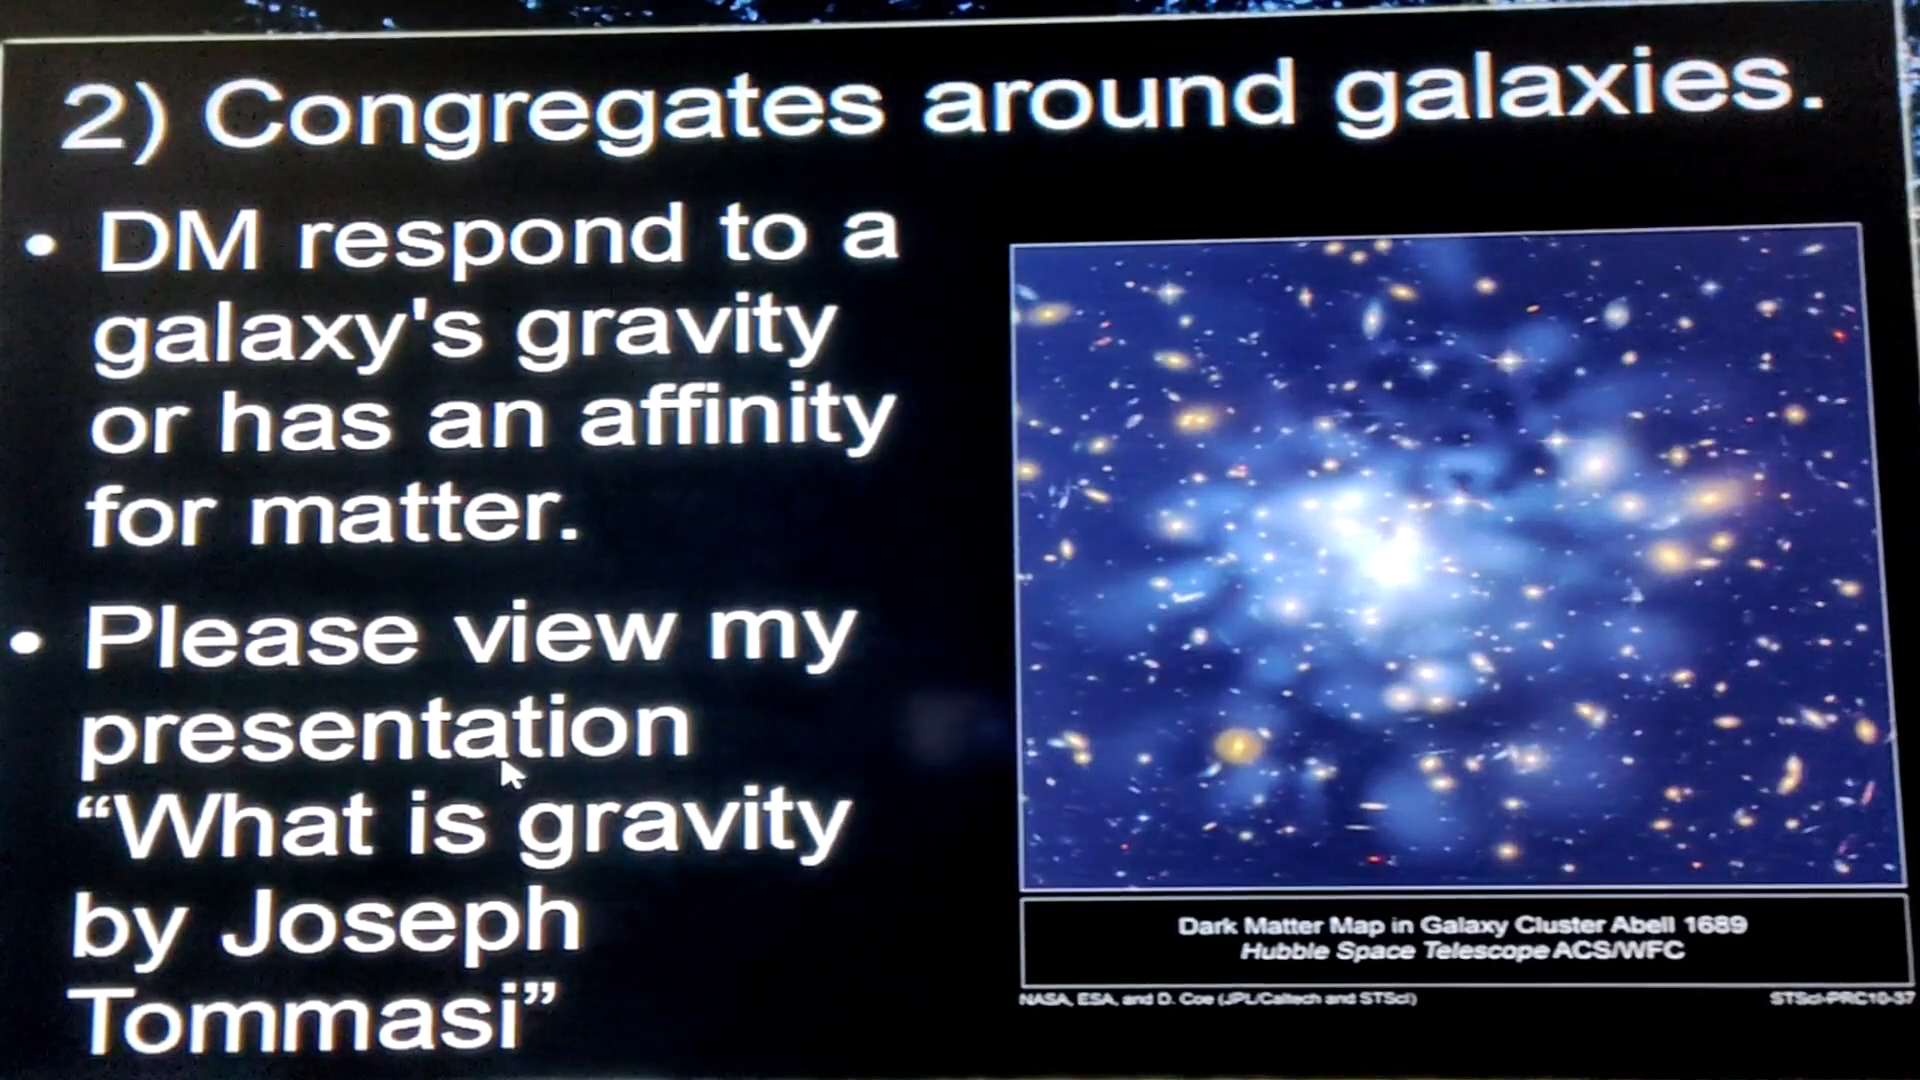 2) Congregates around galaxies.
• DM respond to a
galaxy's gravity
or has an affinity
for matter.
• Please view my
presentation
“What is gravity
by Joseph
Tommasi”
Dark Matter Map in Galaxy Cluster Abell 1689
Hubble Space Telescope ACS/WFC
NASA, ESA, and D. Coe (JPL/Caltech and STScI)
STScI-PRC10-37